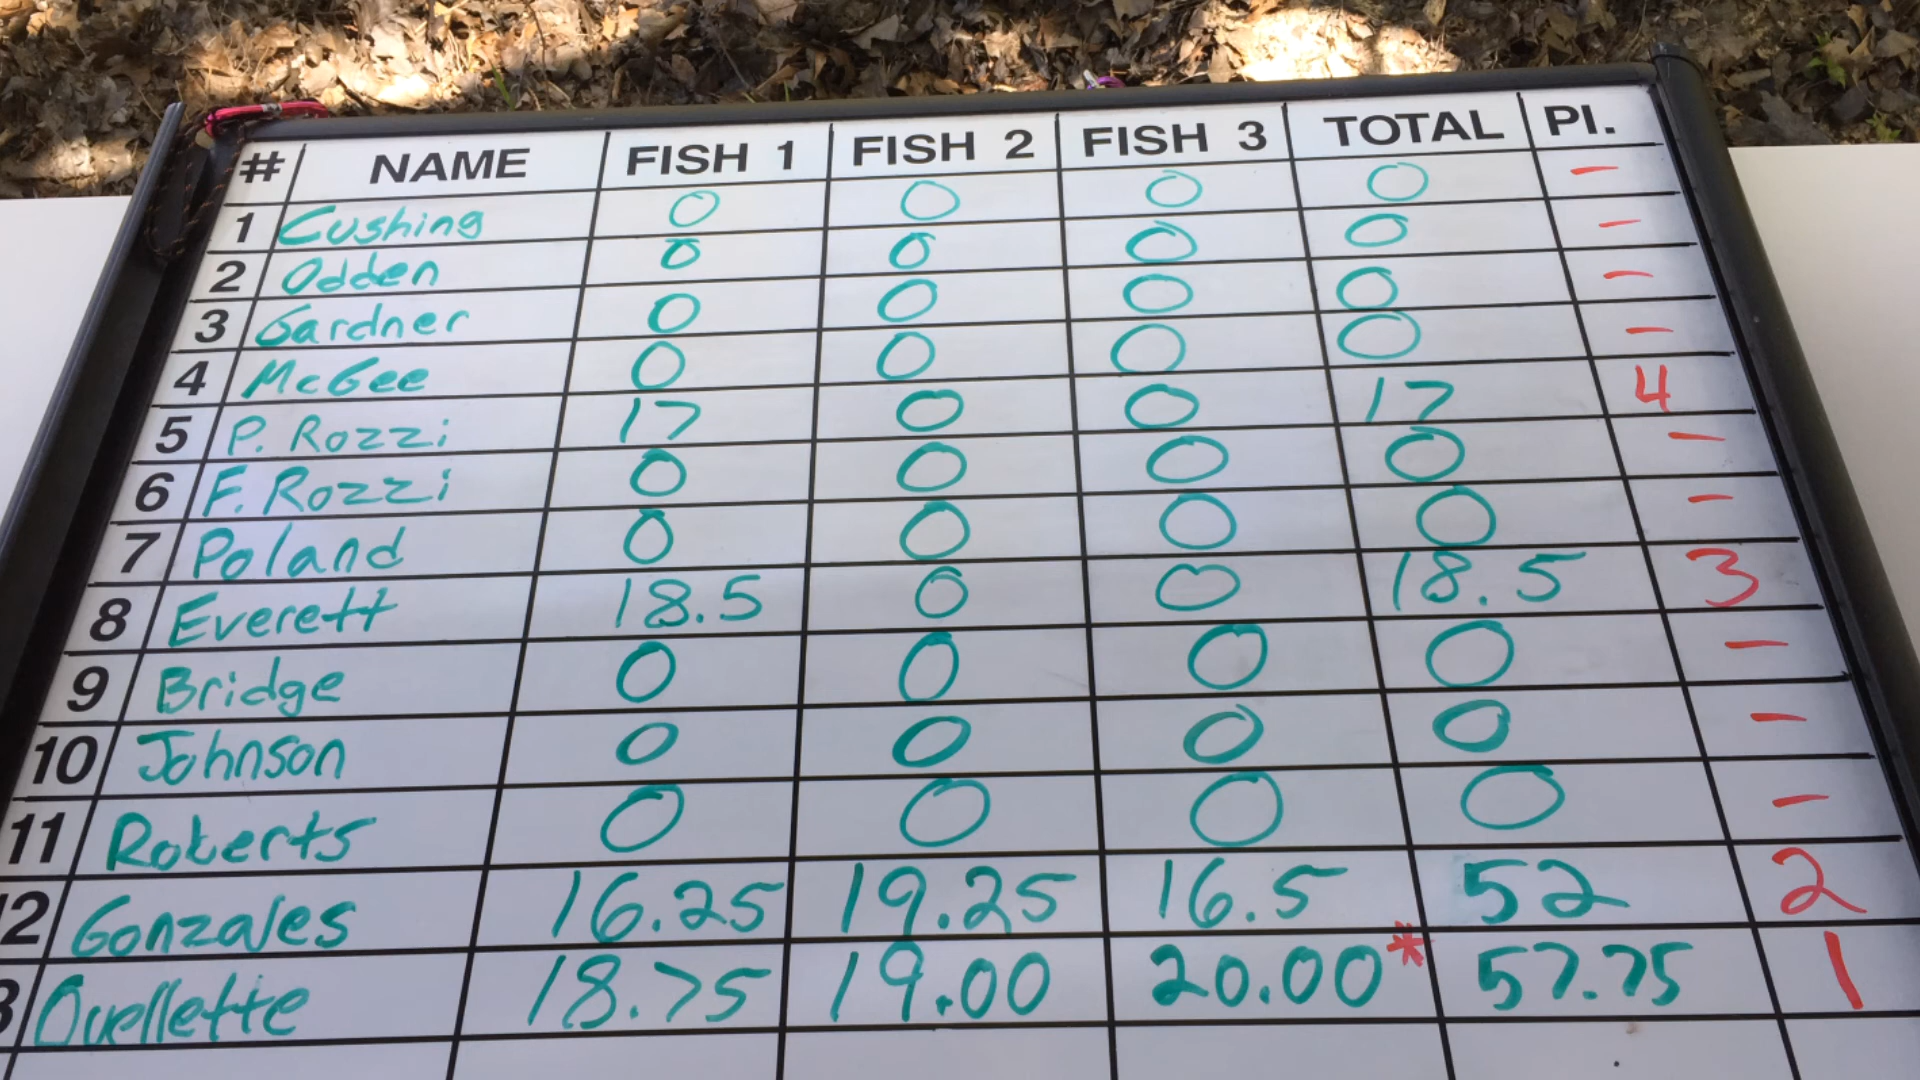 # NAME FISH 1 FISH 2 FISH 3 TOTAL PI.
1 Cushing 0 0 0 0 -
2 Odden 0 0 0 0 -
3 Gardner 0 0 0 0 -
4 McGee 0 0 0 0 -
5 P. Rozzi 17 0 0 17 4
6 F. Rozzi 0 0 0 0 -
7 Poland 0 0 0 0 -
8 Everett 18.5 0 0 18.5 3
9 Bridge 0 0 0 0 -
10 Johnson 0 0 0 0 -
11 Roberts 0 0 0 0 -
12 Gonzales 16.25 19.25 16.5 52 2
3 Ouellette 18.75 19.00 20.00* 57.75 1